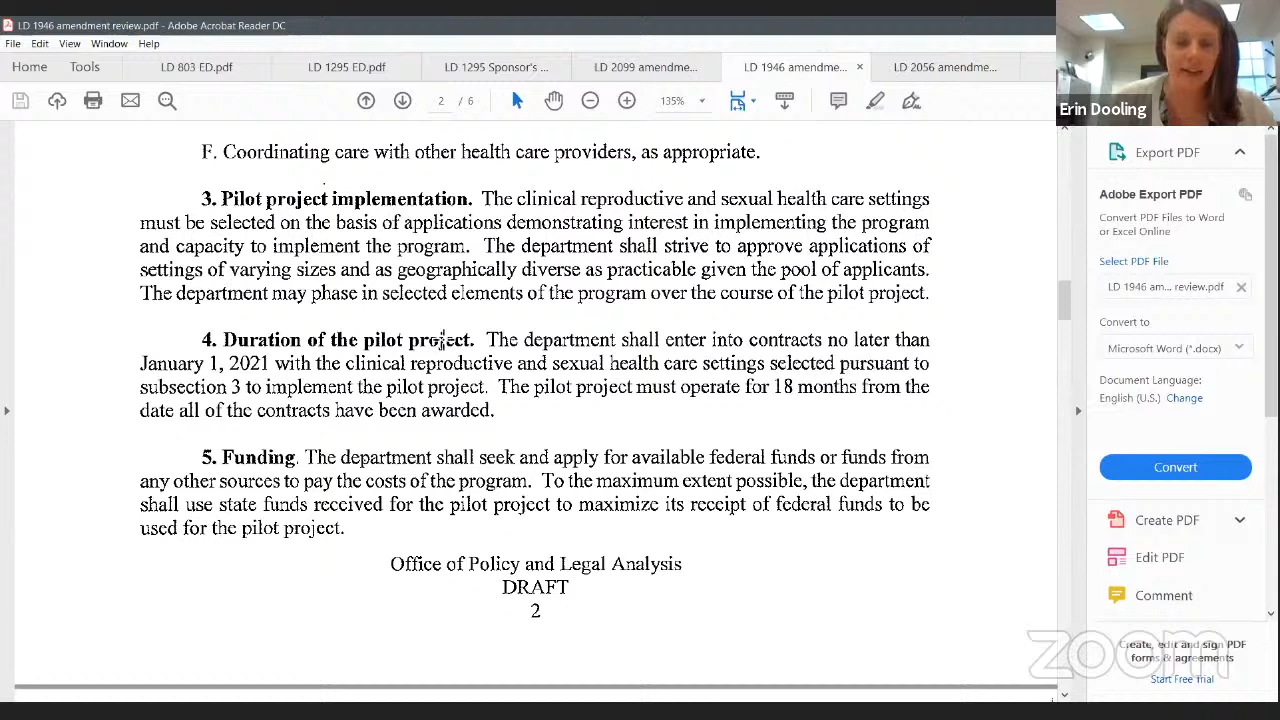 LD 1946 amendment review.pdf - Adobe Acrobat Reader DC
File Edit View Window Help
Home Tools LD 803 ED.pdf LD 1295 ED.pdf LD 1295 Sponsor's ... LD 2099 amendme... LD 1946 amendme... × LD 2056 amendme...
2 / 6 135%
Erin Dooling
F. Coordinating care with other health care providers, as appropriate.
3. Pilot project implementation. The clinical reproductive and sexual health care settings
must be selected on the basis of applications demonstrating interest in implementing the program
and capacity to implement the program. The department shall strive to approve applications of
settings of varying sizes and as geographically diverse as practicable given the pool of applicants.
The department may phase in selected elements of the program over the course of the pilot project.
4. Duration of the pilot project. The department shall enter into contracts no later than
January 1, 2021 with the clinical reproductive and sexual health care settings selected pursuant to
subsection 3 to implement the pilot project. The pilot project must operate for 18 months from the
date all of the contracts have been awarded.
5. Funding. The department shall seek and apply for available federal funds or funds from
any other sources to pay the costs of the program. To the maximum extent possible, the department
shall use state funds received for the pilot project to maximize its receipt of federal funds to be
used for the pilot project.
Office of Policy and Legal Analysis
DRAFT
2
Export PDF
Adobe Export PDF
Convert PDF Files to Word
or Excel Online
Select PDF File
LD 1946 am... review.pdf
Convert to
Microsoft Word (*.docx)
Document Language:
English (U.S.) Change
Convert
Create PDF
Edit PDF
Comment
Create, edit and sign PDF
forms & agreements
Start Free Trial
zoom